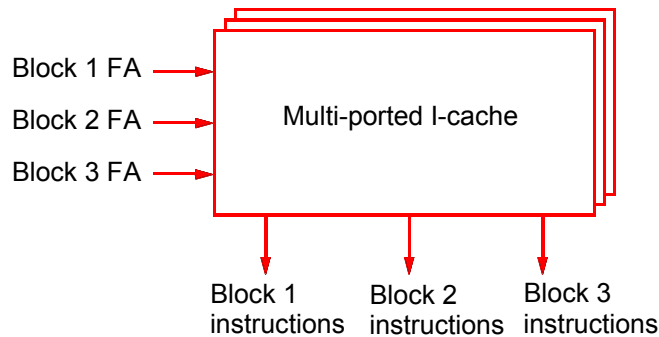 Block 1 FA
Block 2 FA
Block 3 FA
Multi-ported I-cache
Block 1
instructions
Block 2
instructions
Block 3
instructions